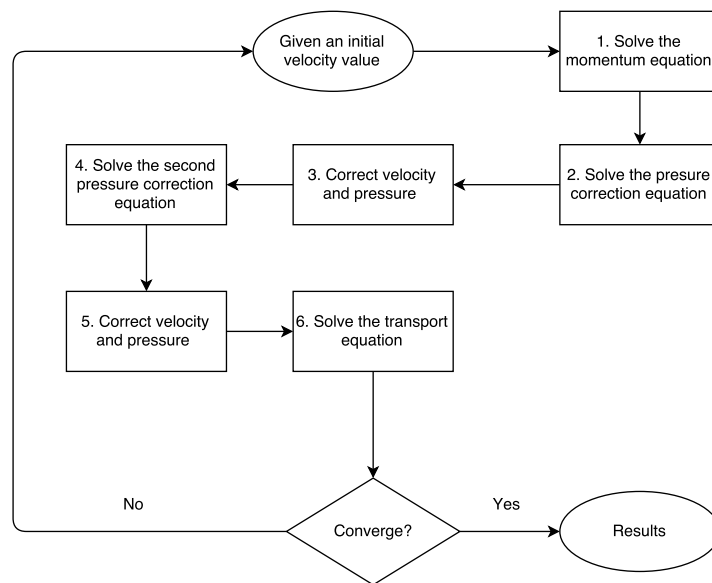 Given an initial
velocity value
1. Solve the
momentum equation
2. Solve the presure
correction equation
3. Correct velocity
and pressure
4. Solve the second
pressure correction
equation
5. Correct velocity
and pressure
6. Solve the transport
equation
Converge?
No
Yes
Results